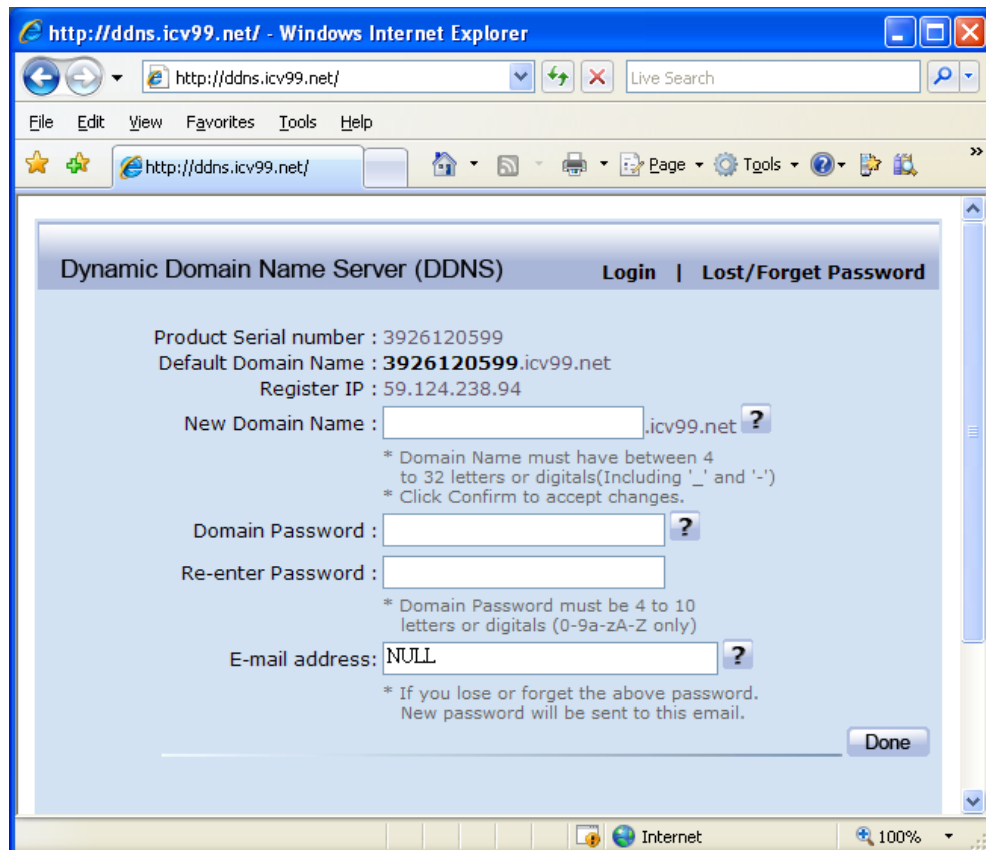 http://ddns.icv99.net/ - Windows Internet Explorer
http://ddns.icv99.net/
Live Search
File Edit View Favorites Tools Help
http://ddns.icv99.net/
Page Tools »
Dynamic Domain Name Server (DDNS) Login | Lost/Forget Password
Product Serial number : 3926120599
Default Domain Name : 3926120599.icv99.net
Register IP : 59.124.238.94
New Domain Name : .icv99.net ?
* Domain Name must have between 4
to 32 letters or digitals(Including '_' and '-')
* Click Confirm to accept changes.
Domain Password : ?
Re-enter Password :
* Domain Password must be 4 to 10
letters or digitals (0-9a-zA-Z only)
E-mail address: NULL ?
* If you lose or forget the above password.
New password will be sent to this email.
Done
Internet 100%